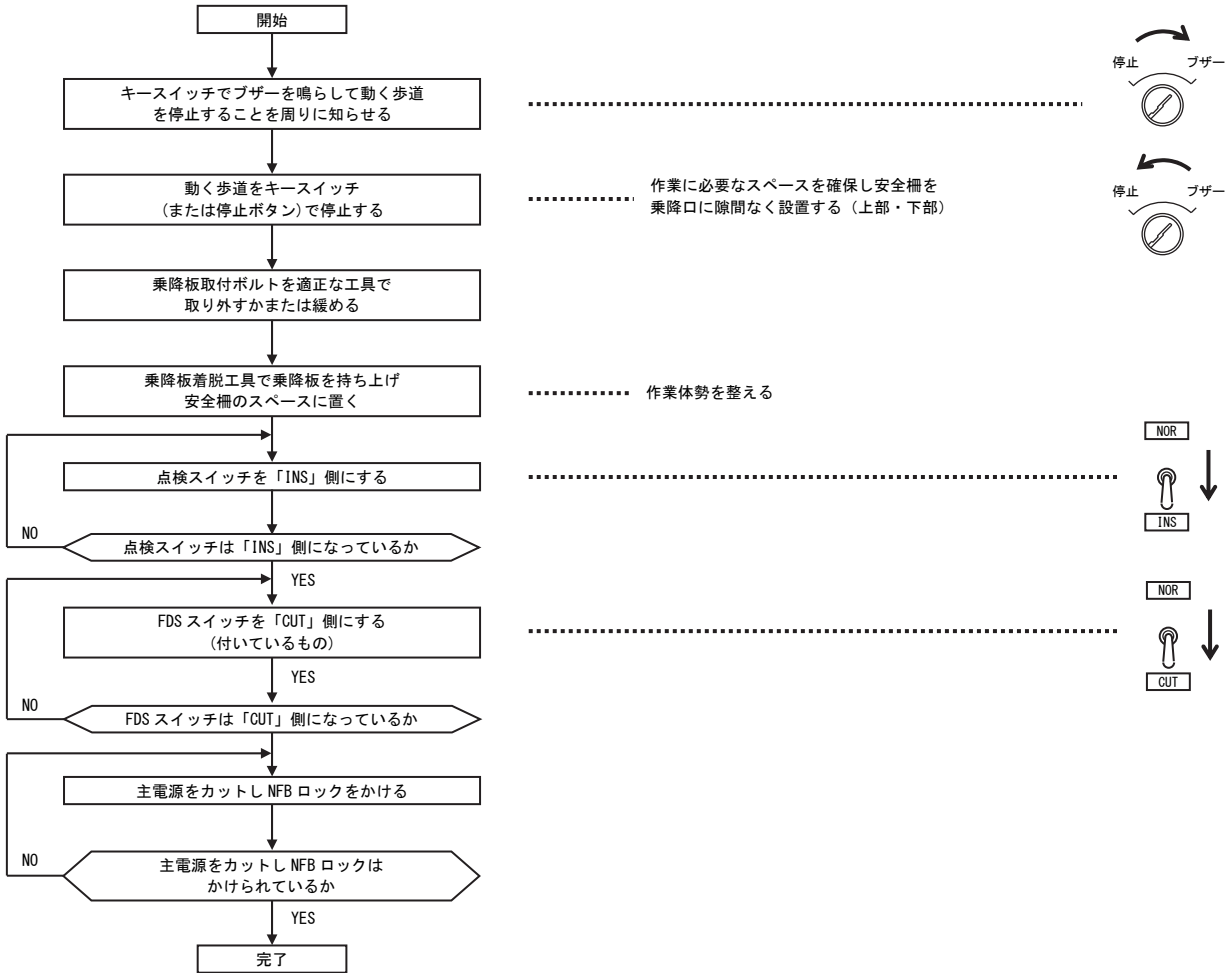 開始
キースイッチでブザーを鳴らして動く歩道
を停止することを周りに知らせる
停止 ブザー
動く歩道をキースイッチ
(または停止ボタン)で停止する
作業に必要なスペースを確保し安全柵を
乗降口に隙間なく設置する（上部・下部）
停止 ブザー
乗降板取付ボルトを適正な工具で
取り外すかまたは緩める
乗降板着脱工具で乗降板を持ち上げ
安全柵のスペースに置く
作業体勢を整える
点検スイッチを「INS」側にする
NOR
INS
NO
点検スイッチは「INS」側になっているか
YES
FDS スイッチを「CUT」側にする
(付いているもの)
NOR
CUT
YES
NO
FDS スイッチは「CUT」側になっているか
主電源をカットし NFB ロックをかける
NO
主電源をカットし NFB ロックは
かけられているか
YES
完了